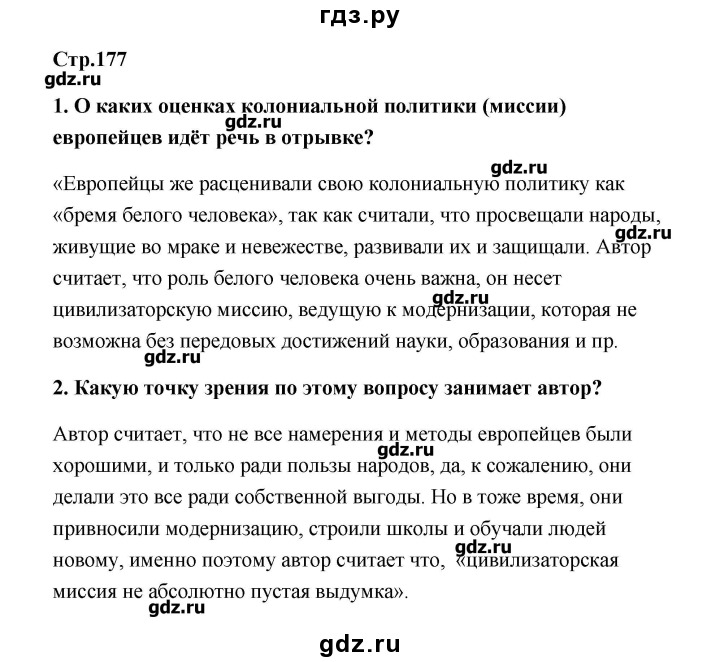 гдз.ру
Стр.177
gdz.ru
1. О каких оценках колониальной политики (миссии)
gdz.ru
европейцев идёт речь в отрывке?
gdz.ru
«Европейцы же расценивали свою колониальную политику как
«бремя белого человека», так как считали, что просвещали народы,
gdz.ru
живущие во мраке и невежестве, развивали их и защищали. Автор
считает, что роль белого человека очень важна, он несет
gdz.ru
цивилизаторскую миссию, ведущую к модернизации, которая не
возможна без передовых достижений науки, образования и пр.
gdz.ru
2. Какую точку зрения по этому вопросу занимает автор?
Автор считает, что не все намерения и методы европейцев были
gdz.ru
хорошими, и только ради пользы народов, да, к сожалению, они
делали это все ради собственной выгоды. Но в тоже время, они
привносили модернизацию, строили школы и обучали людей
gdz.ru
новому, именно поэтому автор считает что, «цивилизаторская
миссия не абсолютно пустая выдумка».
gdz.ru
gdz.ru